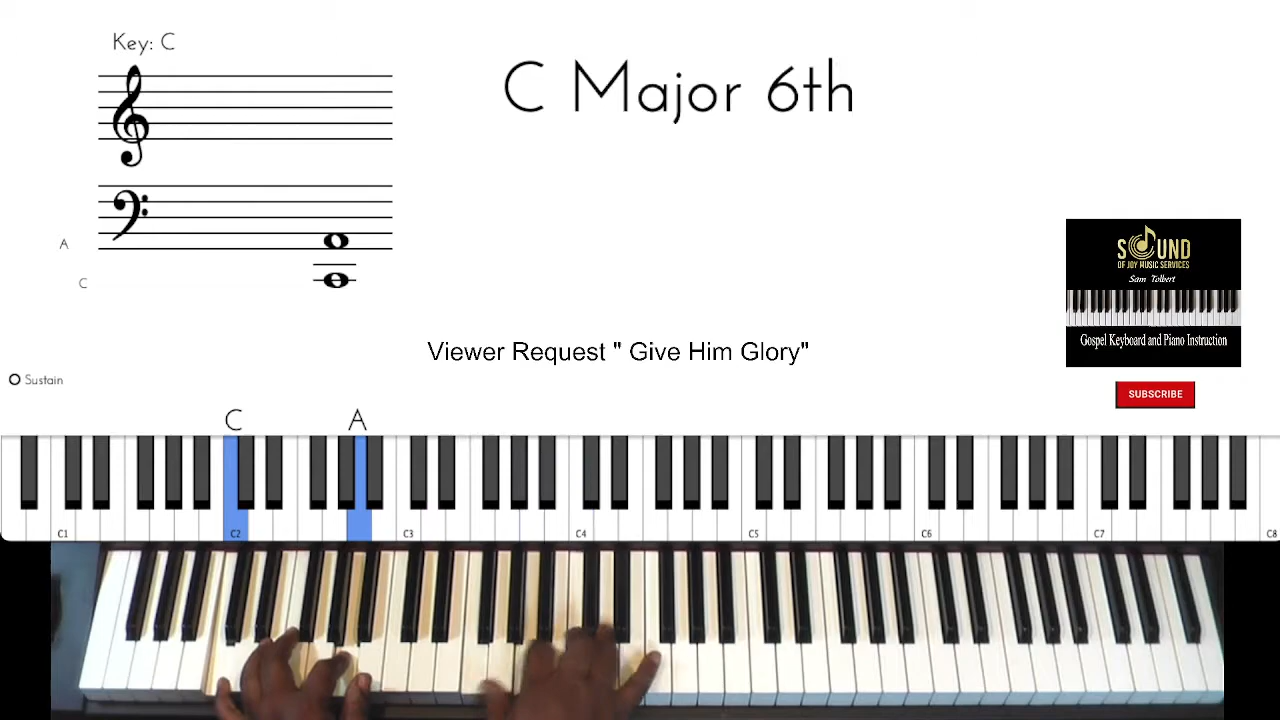 Key: C
C Major 6th
A
C
SOUND
OF JOY MUSIC SERVICES
Sam Tolbert
Gospel Keyboard and Piano Instruction
Viewer Request " Give Him Glory"
Sustain
SUBSCRIBE
C A
C1 C2 C3 C4 C5 C6 C7 C8